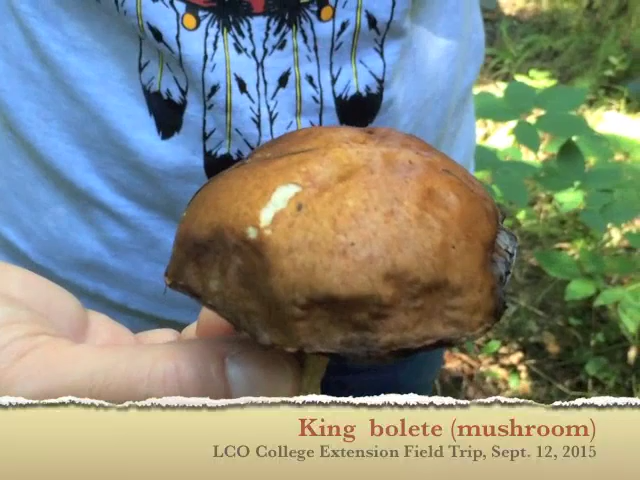 King bolete (mushroom)
LCO College Extension Field Trip, Sept. 12, 2015